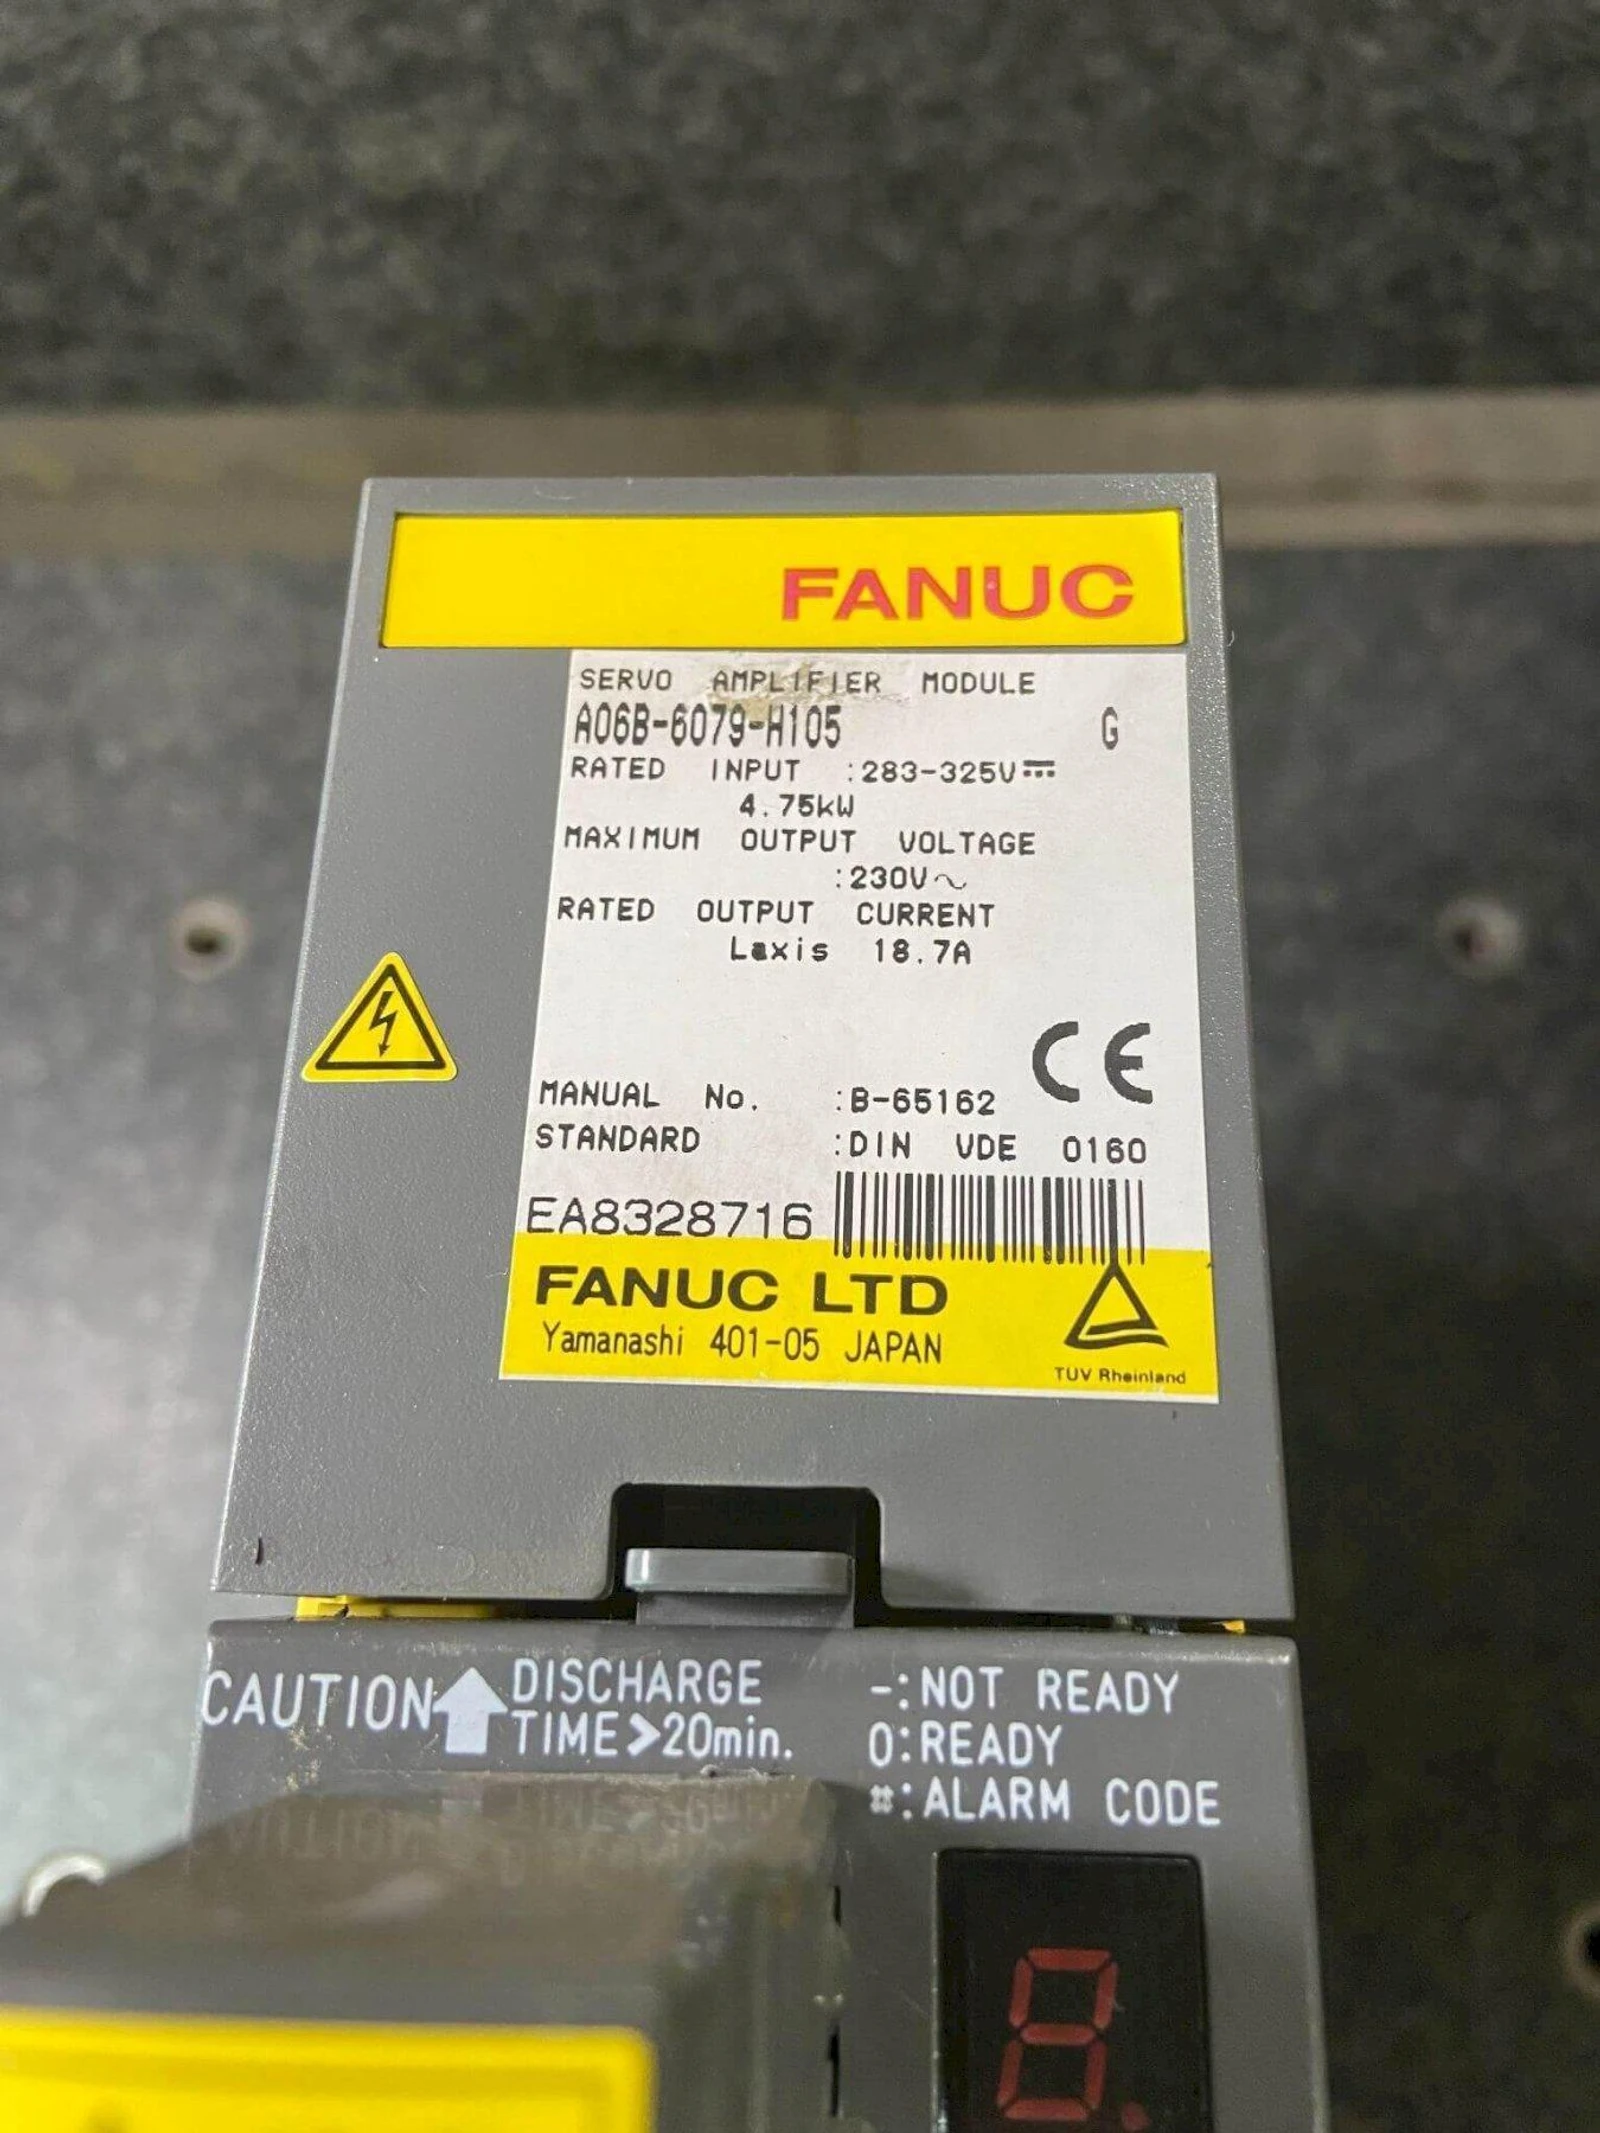 FANUC
SERVO AMPLIFIER MODULE
A06B-6079-H105 G
RATED INPUT :283-325V⎓
4.75kW
MAXIMUM OUTPUT VOLTAGE
:230V~
RATED OUTPUT CURRENT
Laxis 18.7A
CE
MANUAL No. :B-65162
STANDARD :DIN VDE 0160
EA8328716
FANUC LTD
Yamanashi 401-05 JAPAN
TUV Rheinland
CAUTION DISCHARGE
TIME>20min.
-:NOT READY
0:READY
#:ALARM CODE
8.